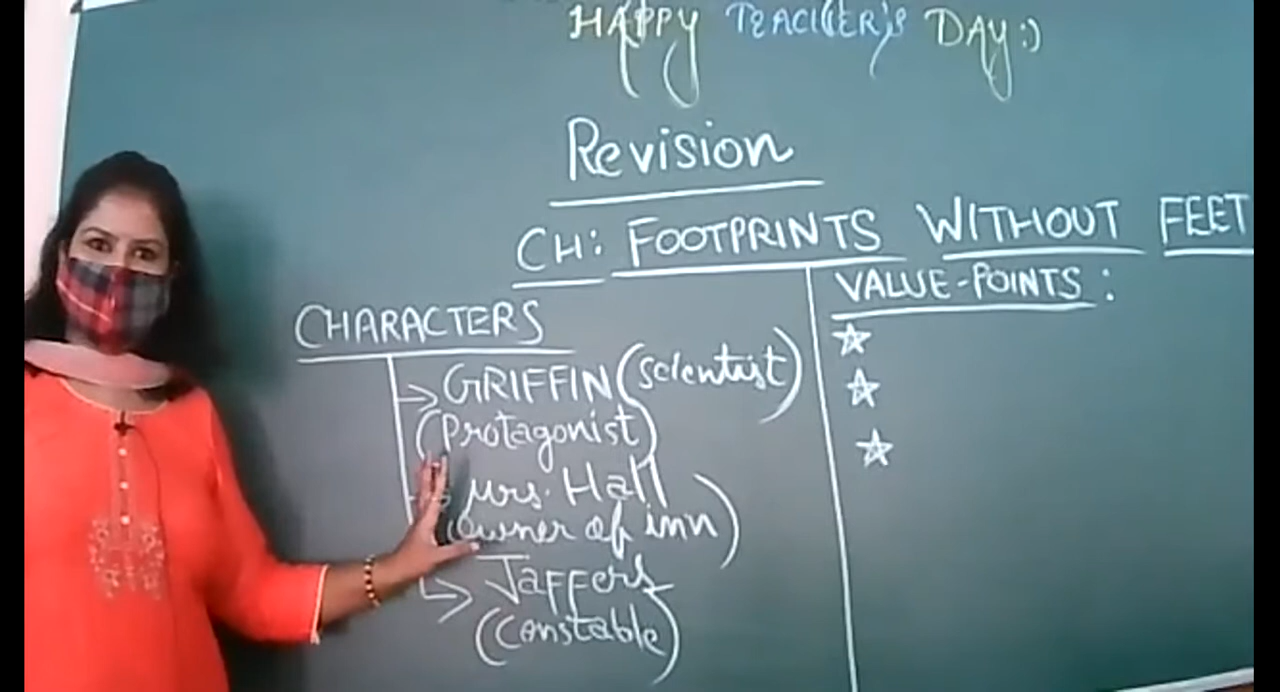 HAPPY TEACHER'S DAY:)
Revision
CH: FOOTPRINTS WITHOUT FEET
CHARACTERS
GRIFFIN (scientist)
(Protagonist)
Mrs. Hall
(Owner of inn)
Jaffers
(Constable)
VALUE-POINTS: